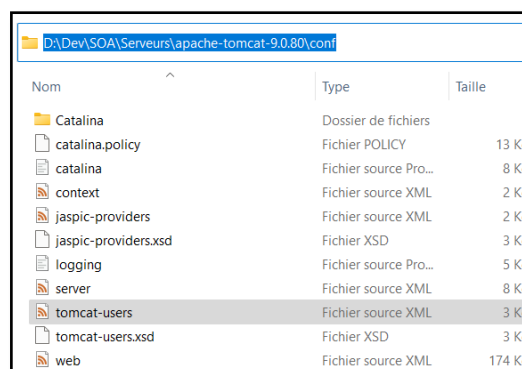 D:\Dev\SOA\Serveurs\apache-tomcat-9.0.80\conf
Nom Type Taille
Catalina Dossier de fichiers
catalina.policy Fichier POLICY 13 K
catalina Fichier source Pro... 8 K
context Fichier source XML 2 K
jaspic-providers Fichier source XML 2 K
jaspic-providers.xsd Fichier XSD 3 K
logging Fichier source Pro... 5 K
server Fichier source XML 8 K
tomcat-users Fichier source XML 3 K
tomcat-users.xsd Fichier XSD 3 K
web Fichier source XML 174 K